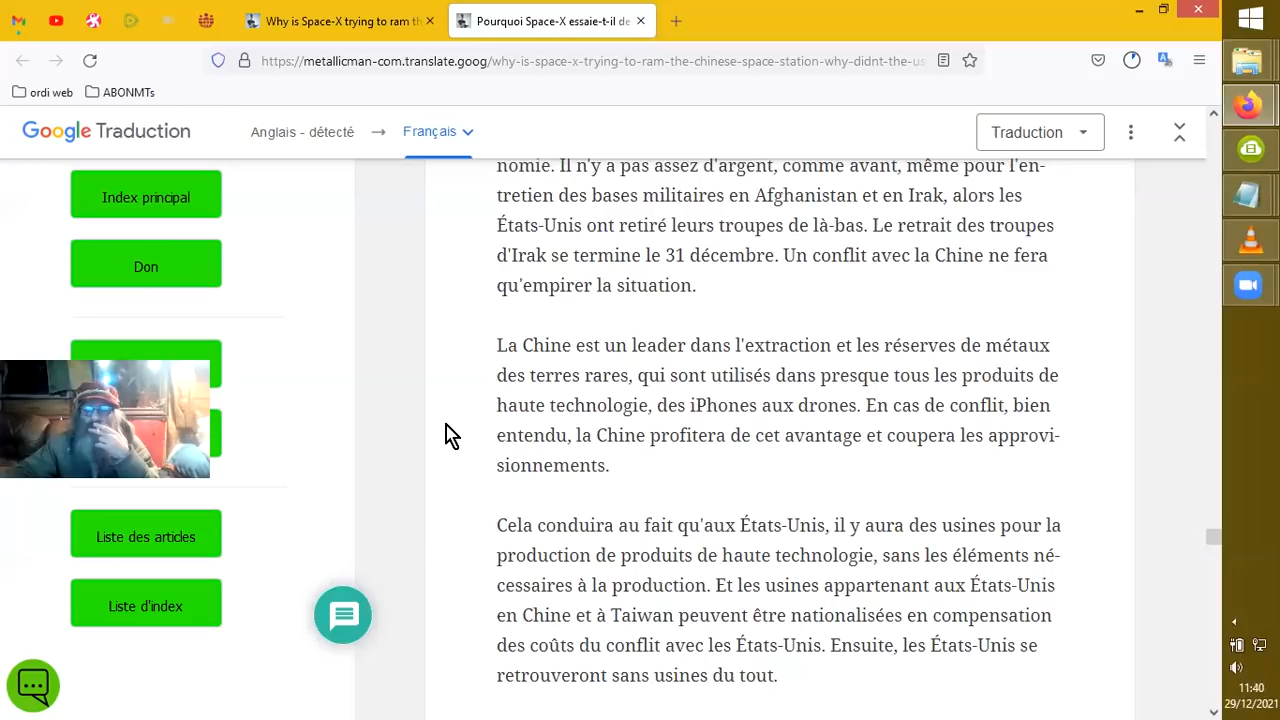 Why is Space-X trying to ram th
Pourquoi Space-X essaie-t-il de
https://metallicman-com.translate.goog/why-is-space-x-trying-to-ram-the-chinese-space-station-why-didnt-the-us
ordi web
ABONMTs
Google Traduction
Anglais - détecté
Français
Traduction
Index principal
Don
Liste des articles
Liste d'index
nomie. Il n'y a pas assez d'argent, comme avant, même pour l'en-
tretien des bases militaires en Afghanistan et en Irak, alors les
États-Unis ont retiré leurs troupes de là-bas. Le retrait des troupes
d'Irak se termine le 31 décembre. Un conflit avec la Chine ne fera
qu'empirer la situation.
La Chine est un leader dans l'extraction et les réserves de métaux
des terres rares, qui sont utilisés dans presque tous les produits de
haute technologie, des iPhones aux drones. En cas de conflit, bien
entendu, la Chine profitera de cet avantage et coupera les approvi-
sionnements.
Cela conduira au fait qu'aux États-Unis, il y aura des usines pour la
production de produits de haute technologie, sans les éléments né-
cessaires à la production. Et les usines appartenant aux États-Unis
en Chine et à Taiwan peuvent être nationalisées en compensation
des coûts du conflit avec les États-Unis. Ensuite, les États-Unis se
retrouveront sans usines du tout.
11:40
29/12/2021